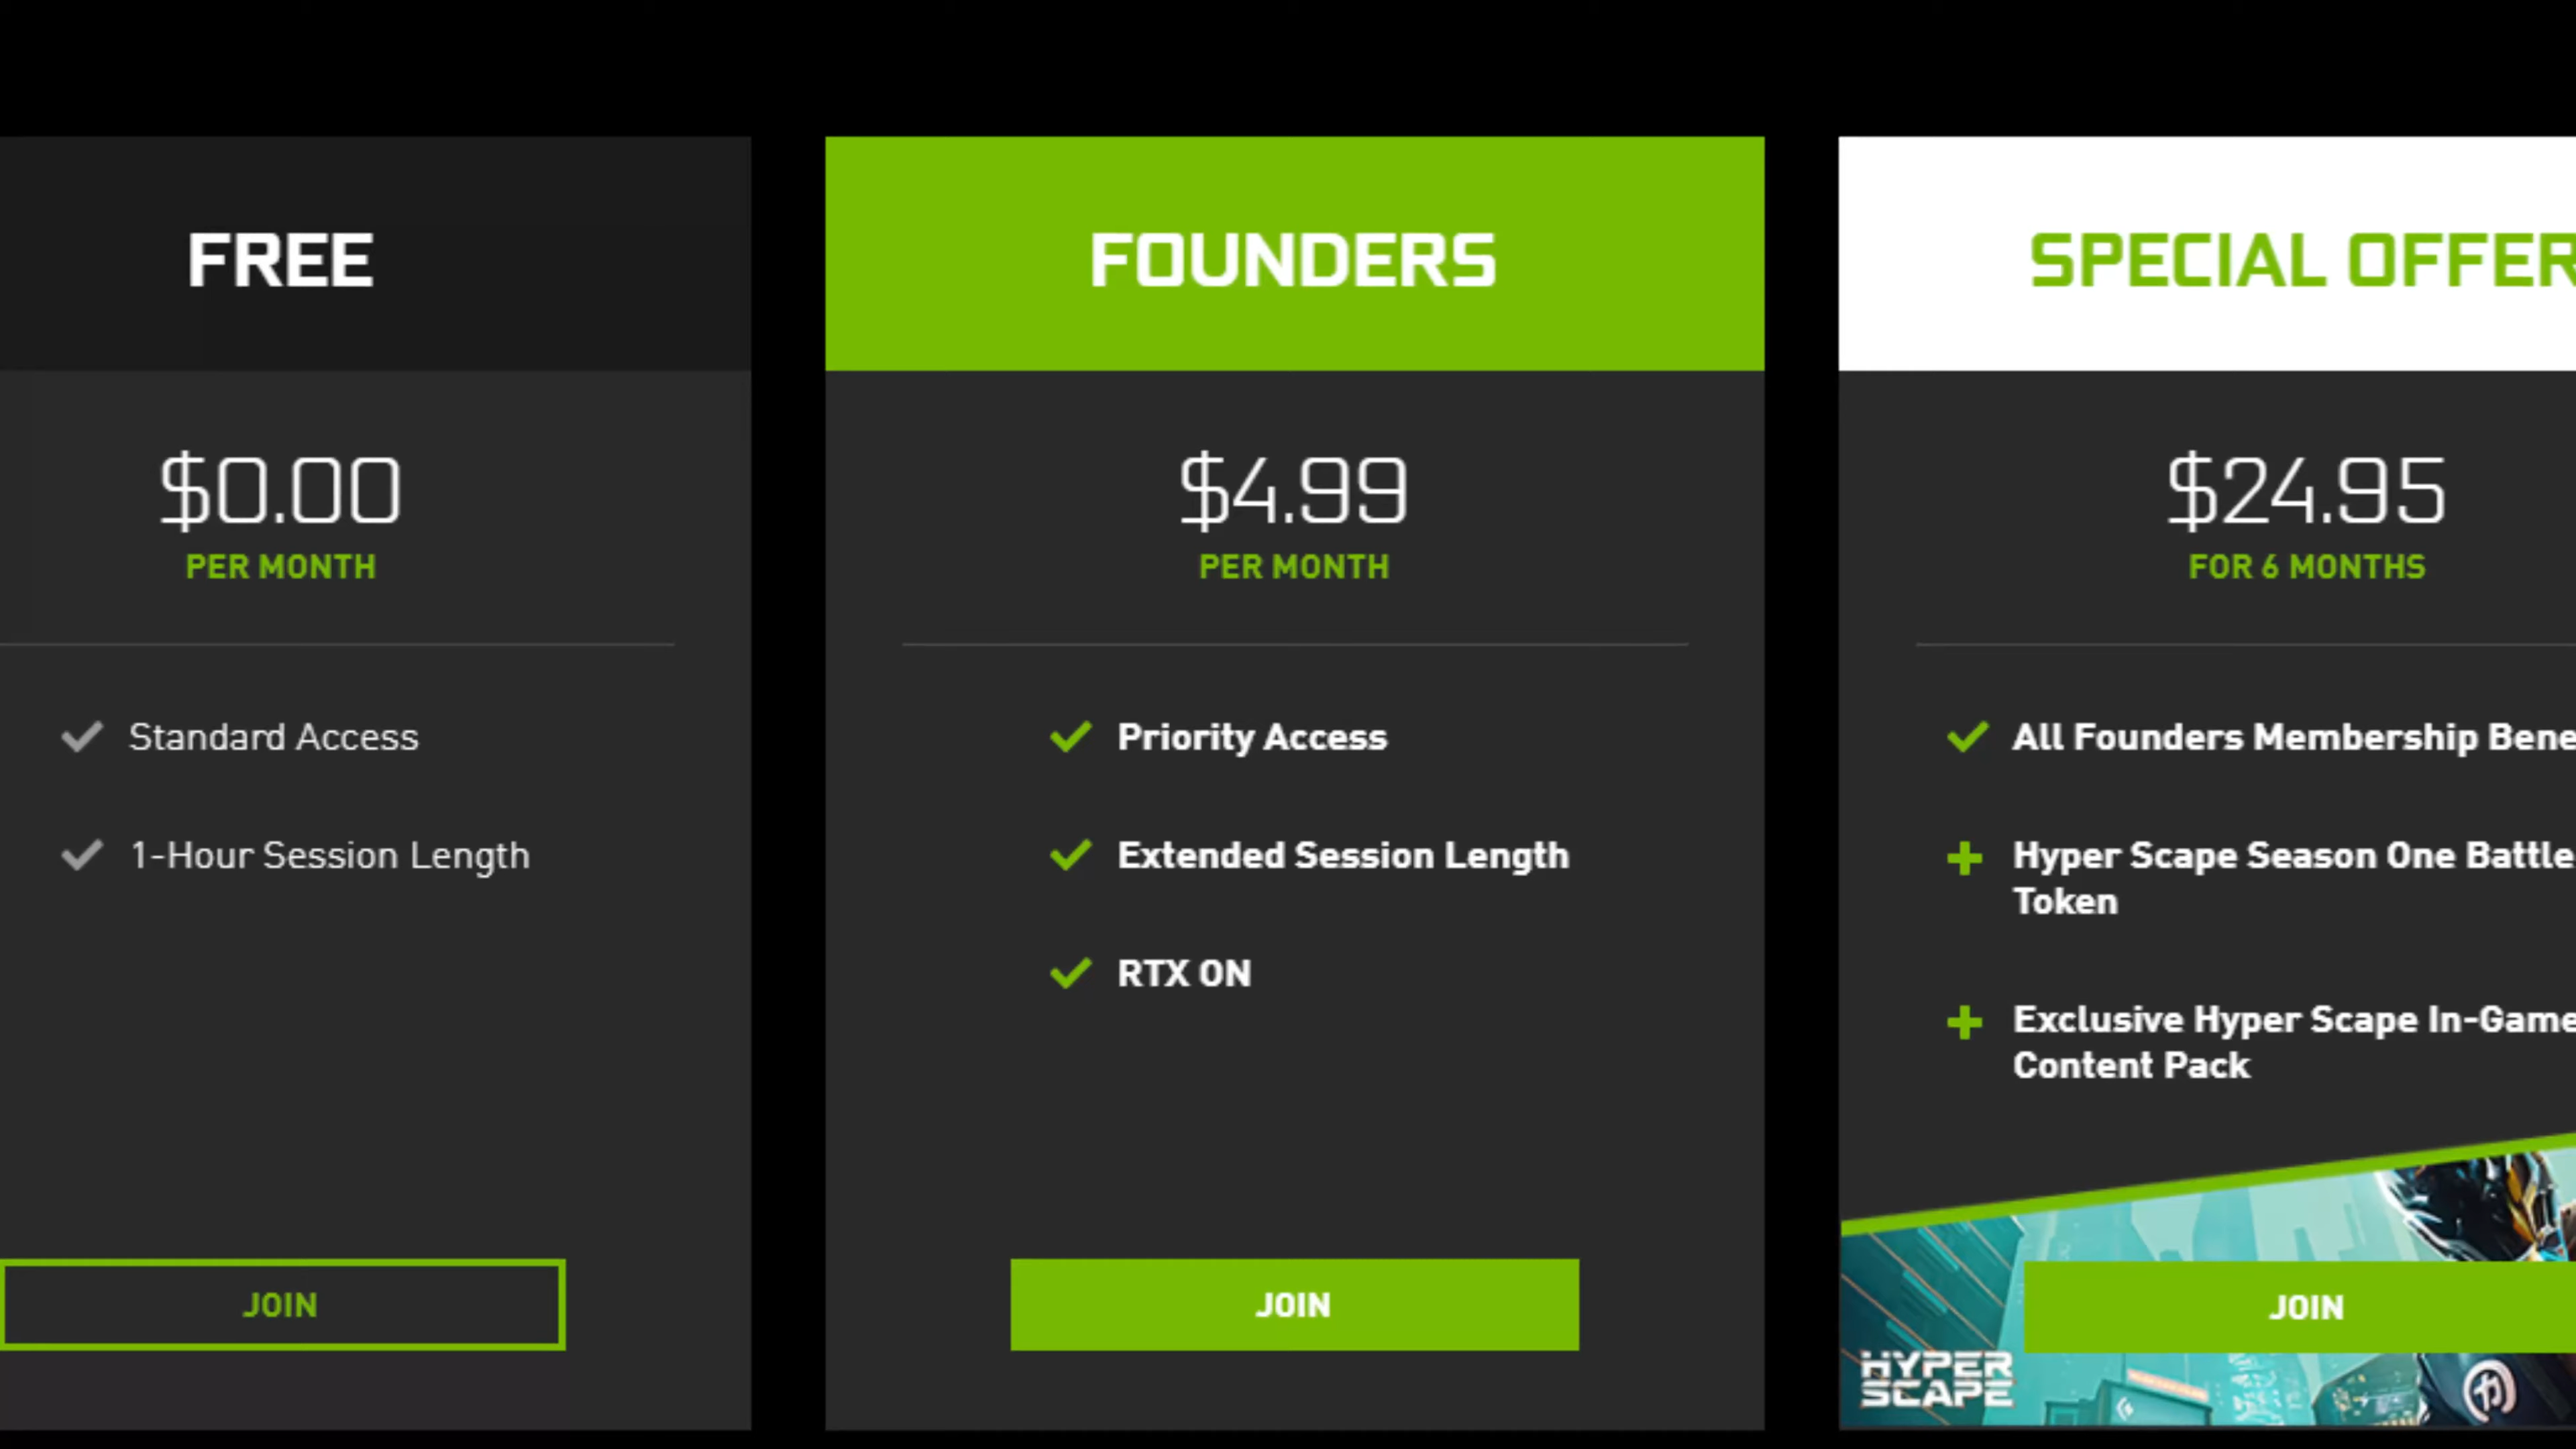 FREE
$0.00
PER MONTH
Standard Access
1-Hour Session Length
JOIN
FOUNDERS
$4.99
PER MONTH
Priority Access
Extended Session Length
RTX ON
JOIN
SPECIAL OFFER
$24.95
FOR 6 MONTHS
All Founders Membership Bene
Hyper Scape Season One Battle
Token
Exclusive Hyper Scape In-Game
Content Pack
JOIN
HYPER
SCAPE